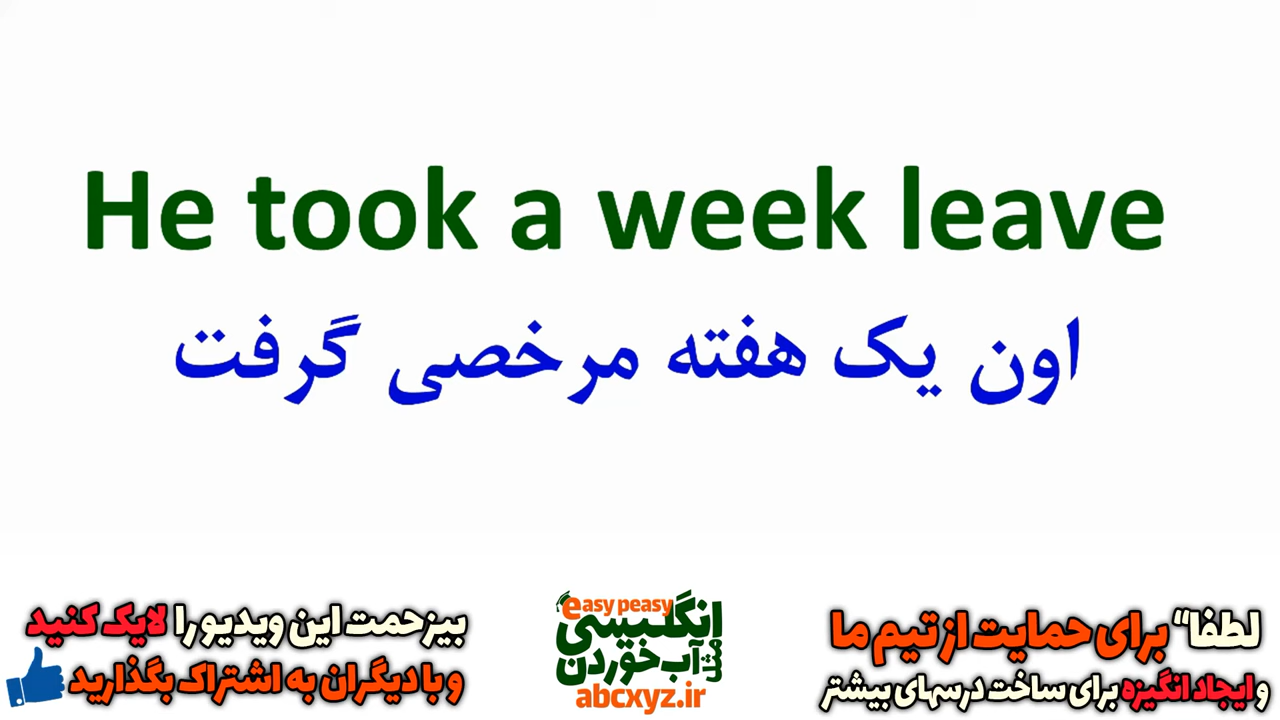 He took a week leave
اون یک هفته مرخصی گرفت
لطفا" برای حمایت از تیم ما
و ایجاد انگیزه برای ساخت درسهای بیشتر
easy peasy
انگلیسی
مثل آب خوردن
abcxyz.ir
بیزحمت این ویدیو را لایک کنید
و با دیگران به اشتراک بگذارید